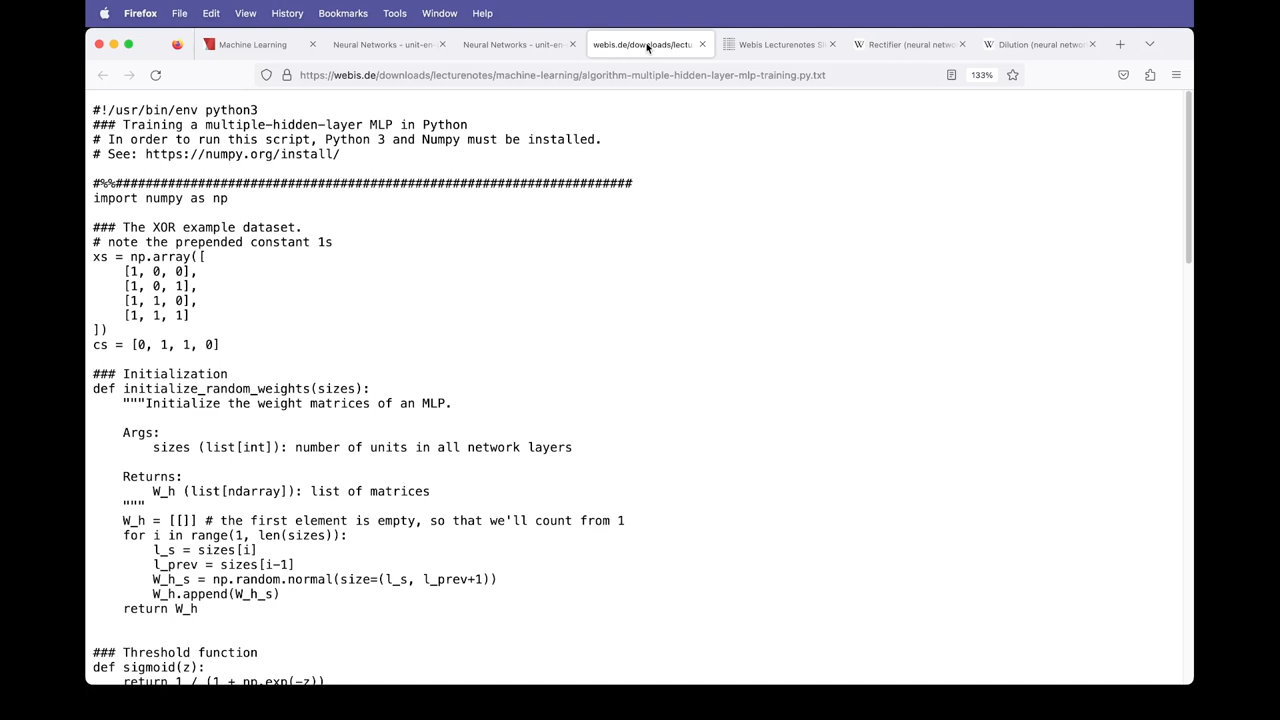 Firefox File Edit View History Bookmarks Tools Window Help
Machine Learning Neural Networks – unit-en- Neural Networks – unit-en- webis.de/downloads/lectu Webis Lecturenotes Sl Rectifier (neural netwo Dilution (neural netwo
https://webis.de/downloads/lecturenotes/machine-learning/algorithm-multiple-hidden-layer-mlp-training.py.txt 133%
#!/usr/bin/env python3
### Training a multiple-hidden-layer MLP in Python
# In order to run this script, Python 3 and Numpy must be installed.
# See: https://numpy.org/install/
#%%#####################################################################
import numpy as np
### The XOR example dataset.
# note the prepended constant 1s
xs = np.array([
[1, 0, 0],
[1, 0, 1],
[1, 1, 0],
[1, 1, 1]
])
cs = [0, 1, 1, 0]
### Initialization
def initialize_random_weights(sizes):
"""Initialize the weight matrices of an MLP.
Args:
sizes (list[int]): number of units in all network layers
Returns:
W_h (list[ndarray]): list of matrices
"""
W_h = [[]] # the first element is empty, so that we'll count from 1
for i in range(1, len(sizes)):
l_s = sizes[i]
l_prev = sizes[i-1]
W_h_s = np.random.normal(size=(l_s, l_prev+1))
W_h.append(W_h_s)
return W_h
### Threshold function
def sigmoid(z):
return 1 / (1 + np.exp(-z))